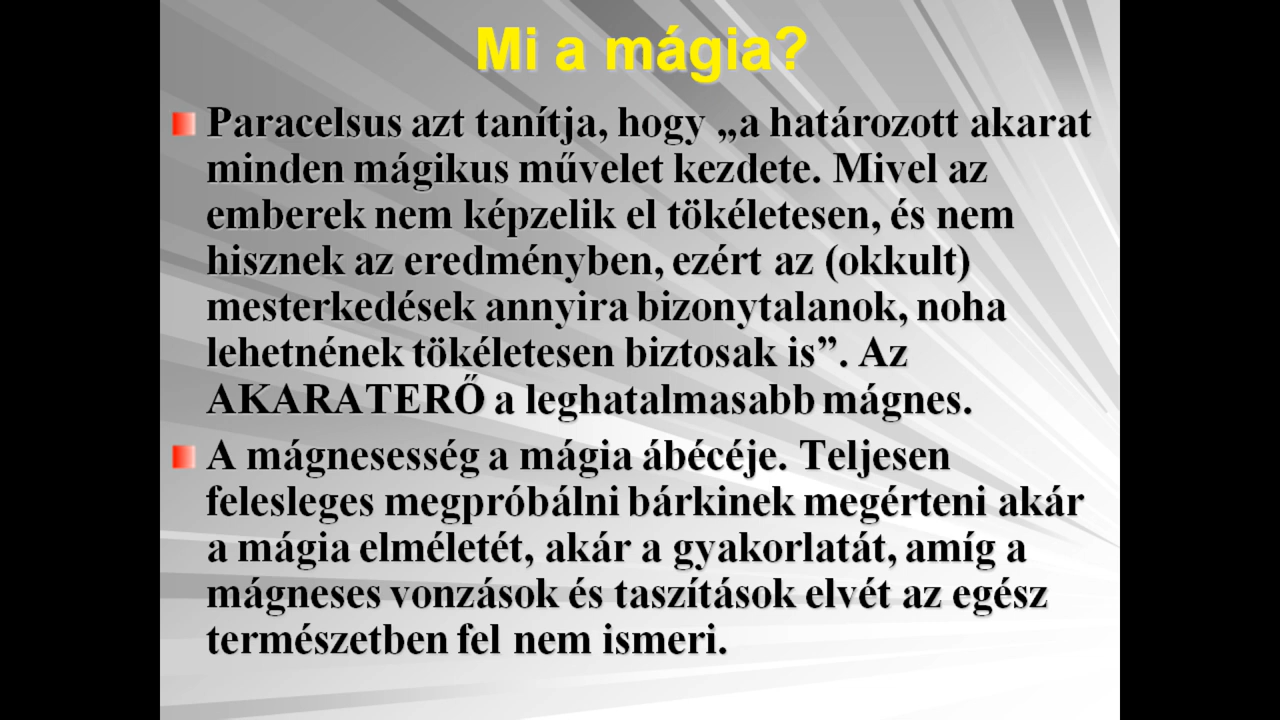 Mi a mágia?
Paracelsus azt tanítja, hogy „a határozott akarat
minden mágikus művelet kezdete. Mivel az
emberek nem képzelik el tökéletesen, és nem
hisznek az eredményben, ezért az (okkult)
mesterkedések annyira bizonytalanok, noha
lehetnének tökéletesen biztosak is”. Az
AKARATERŐ a leghatalmasabb mágnes.
A mágnesesség a mágia ábécéje. Teljesen
felesleges megpróbálni bárkinek megérteni akár
a mágia elméletét, akár a gyakorlatát, amíg a
mágneses vonzások és taszítások elvét az egész
természetben fel nem ismeri.